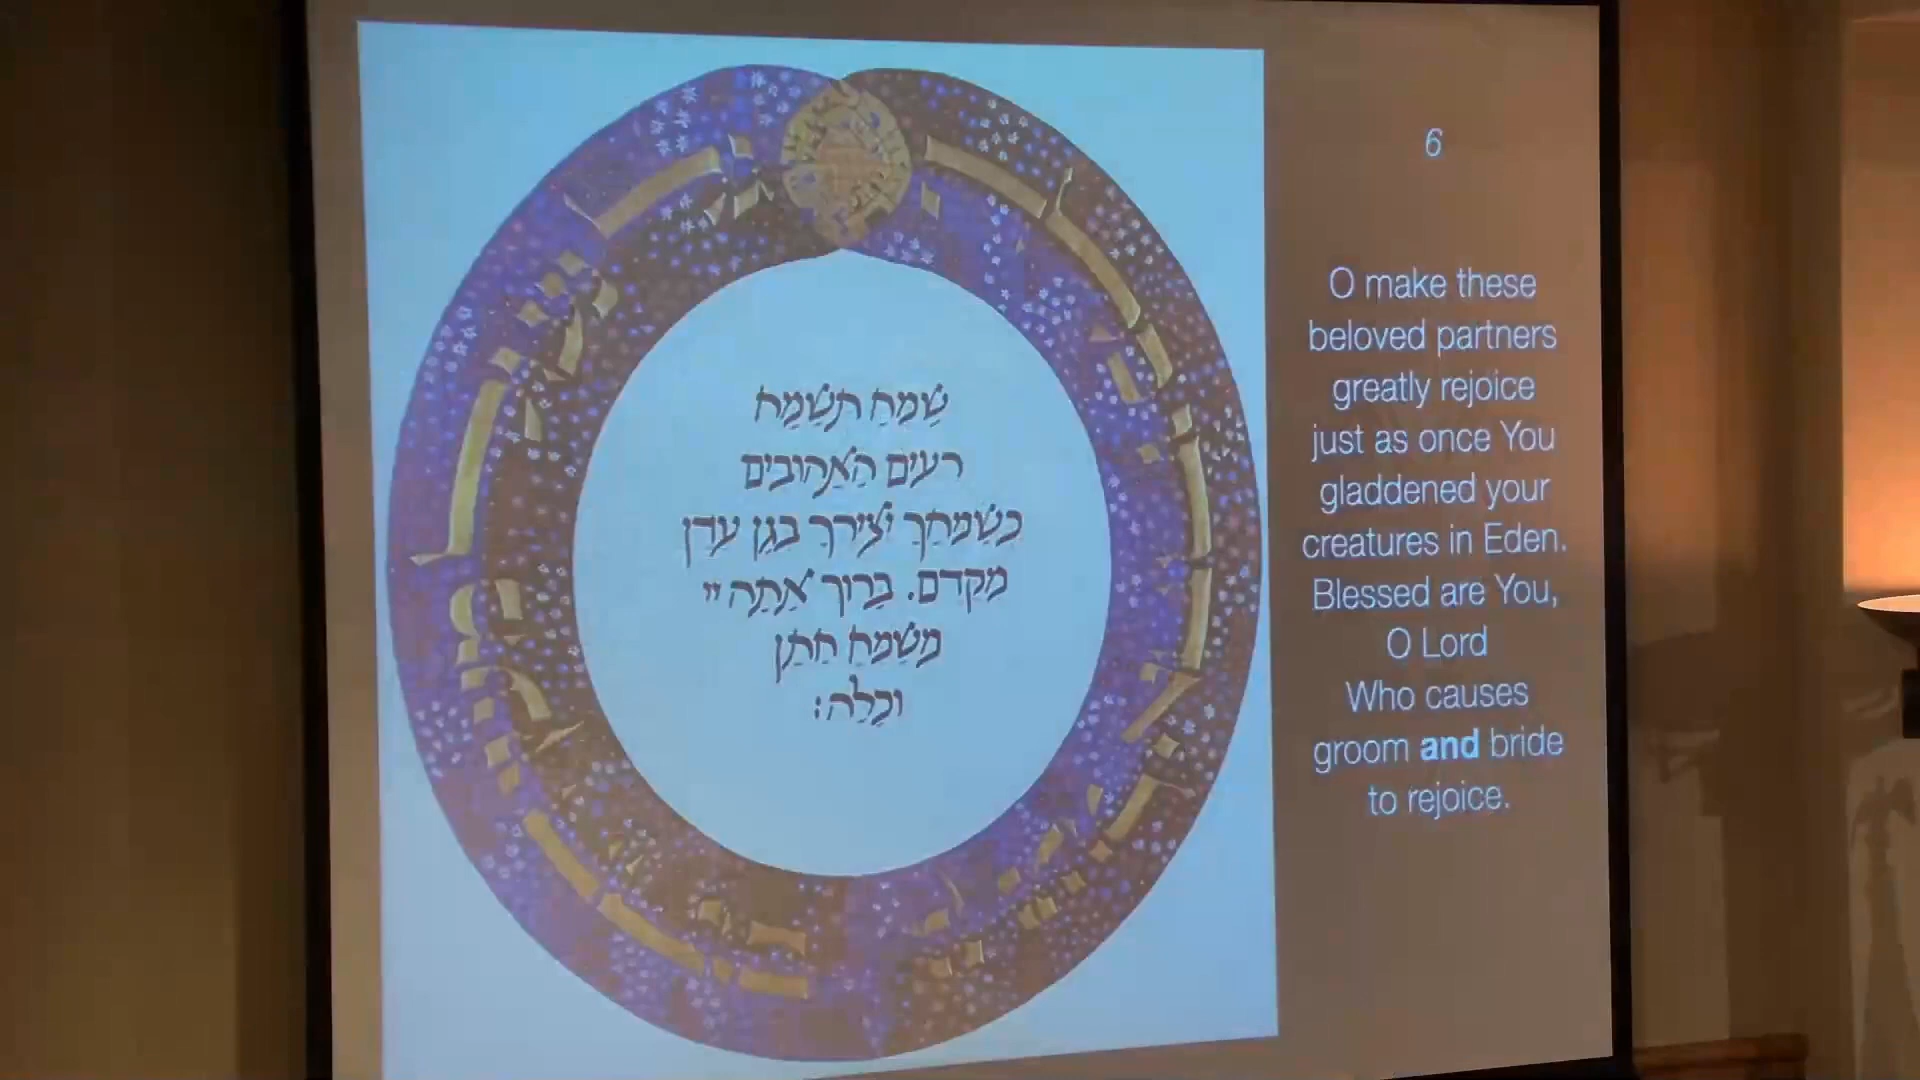 שַׂמַּח תְּשַׂמַּח
רֵעִים הָאֲהוּבִים
כְּשַׂמֵּחֲךָ יְצִירְךָ בְּגַן עֵדֶן
מִקֶּדֶם. בָּרוּךְ אַתָּה יי
מְשַׂמֵּחַ חָתָן
וְכַלָּה:
6
O make these
beloved partners
greatly rejoice
just as once You
gladdened your
creatures in Eden.
Blessed are You,
O Lord
Who causes
groom and bride
to rejoice.